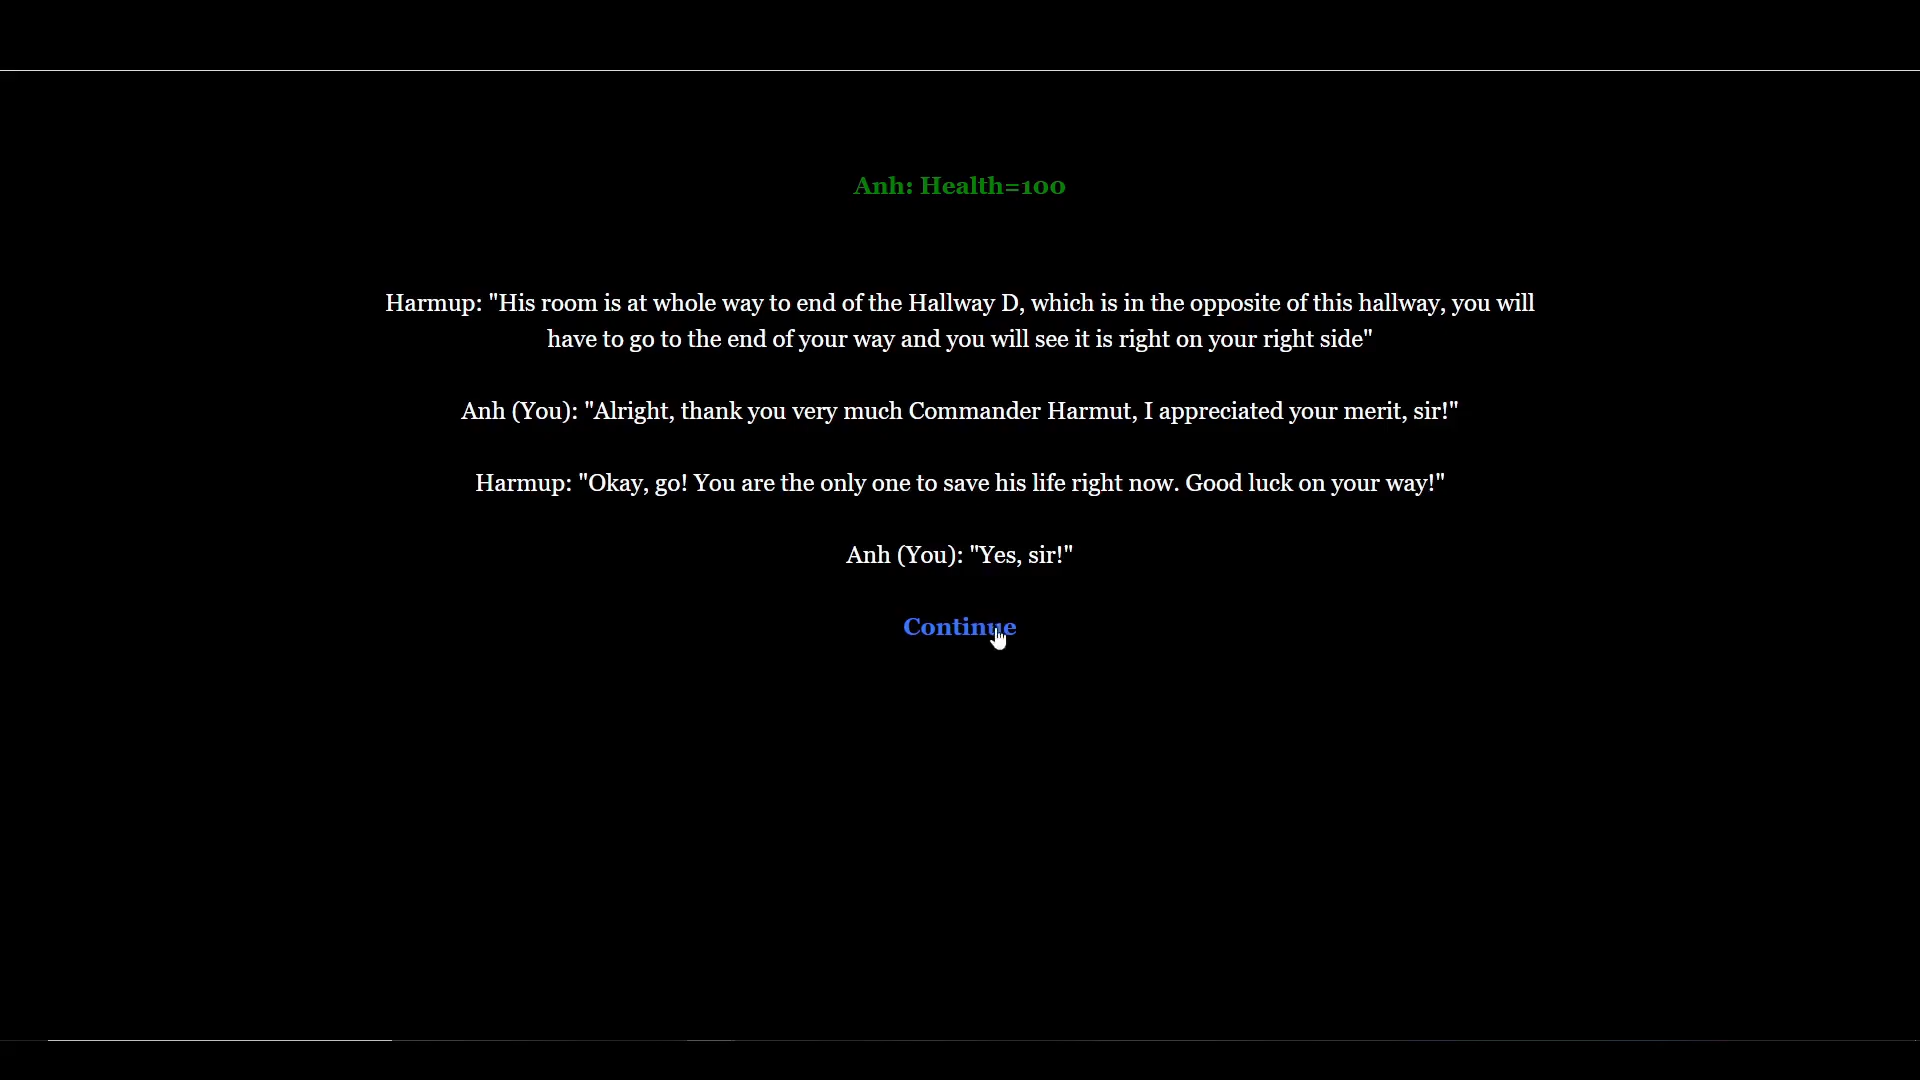 Anh: Health=100
Harmup: "His room is at whole way to end of the Hallway D, which is in the opposite of this hallway, you will
have to go to the end of your way and you will see it is right on your right side"
Anh (You): "Alright, thank you very much Commander Harmut, I appreciated your merit, sir!"
Harmup: "Okay, go! You are the only one to save his life right now. Good luck on your way!"
Anh (You): "Yes, sir!"
Continue